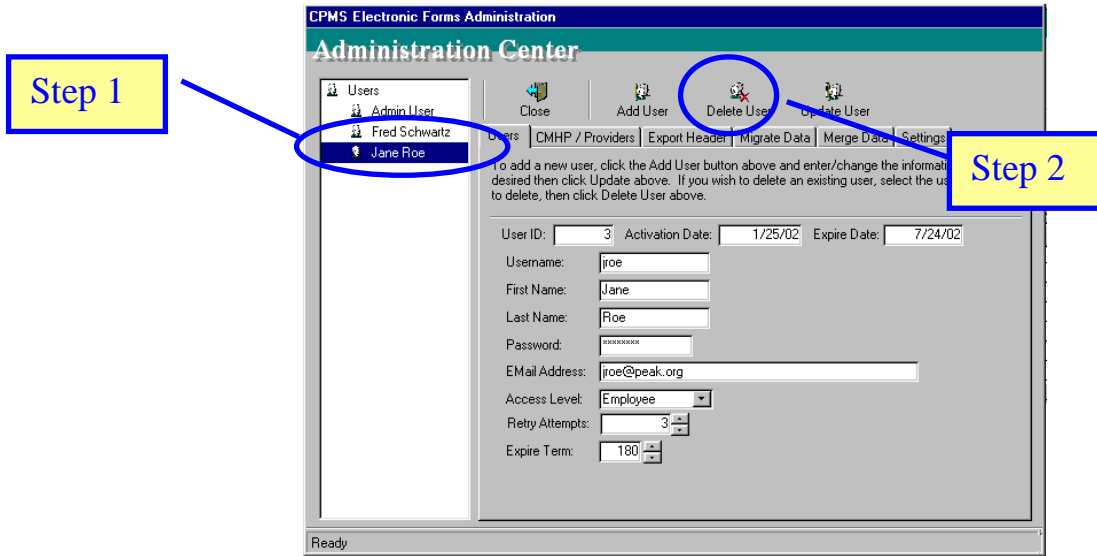 CPMS Electronic Forms Administration
Administration Center
Step 1
Users
Admin User
Fred Schwartz
Jane Roe
Close
Add User
Delete User
Update User
Users
CMHP / Providers
Export Header
Migrate Data
Merge Data
Settings
Step 2
To add a new user, click the Add User button above and enter/change the
desired then click Update above. If you wish to delete an existing user, select the
to delete, then click Delete User above.
User ID: 3 Activation Date: 1/25/02 Expire Date: 7/24/02
Username: jroe
First Name: Jane
Last Name: Roe
Password: xxxxxxxx
EMail Address: jroe@peak.org
Access Level: Employee
Retry Attempts: 3
Expire Term: 180
Ready